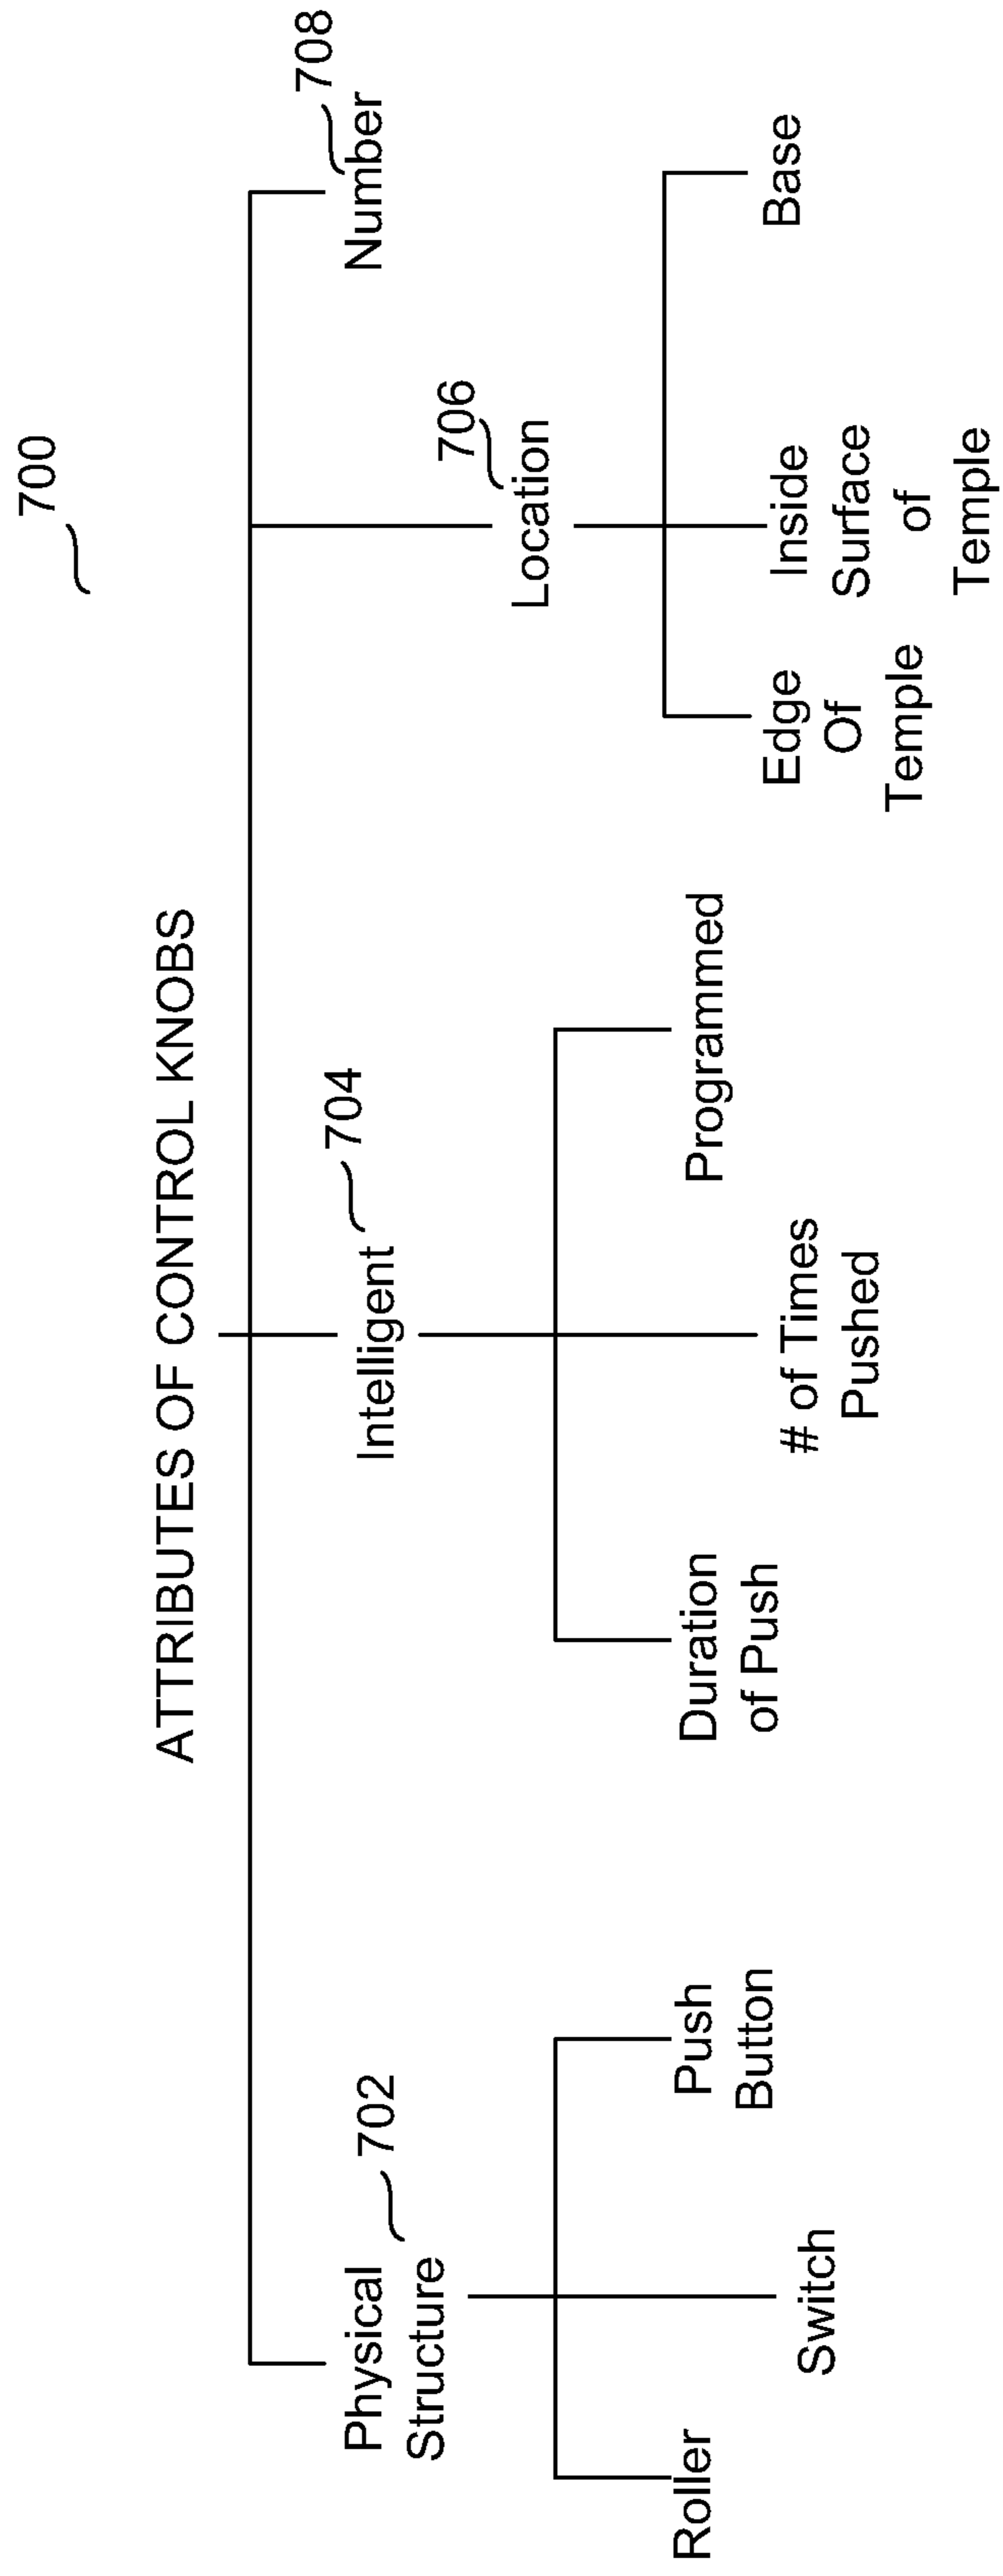 700
ATTRIBUTES OF CONTROL KNOBS
Physical
Structure
702
Intelligent
704
Location
706
Number
708
Roller
Switch
Push
Button
Duration
of Push
# of Times
Pushed
Programmed
Edge
Of
Temple
Inside
Surface
of
Temple
Base